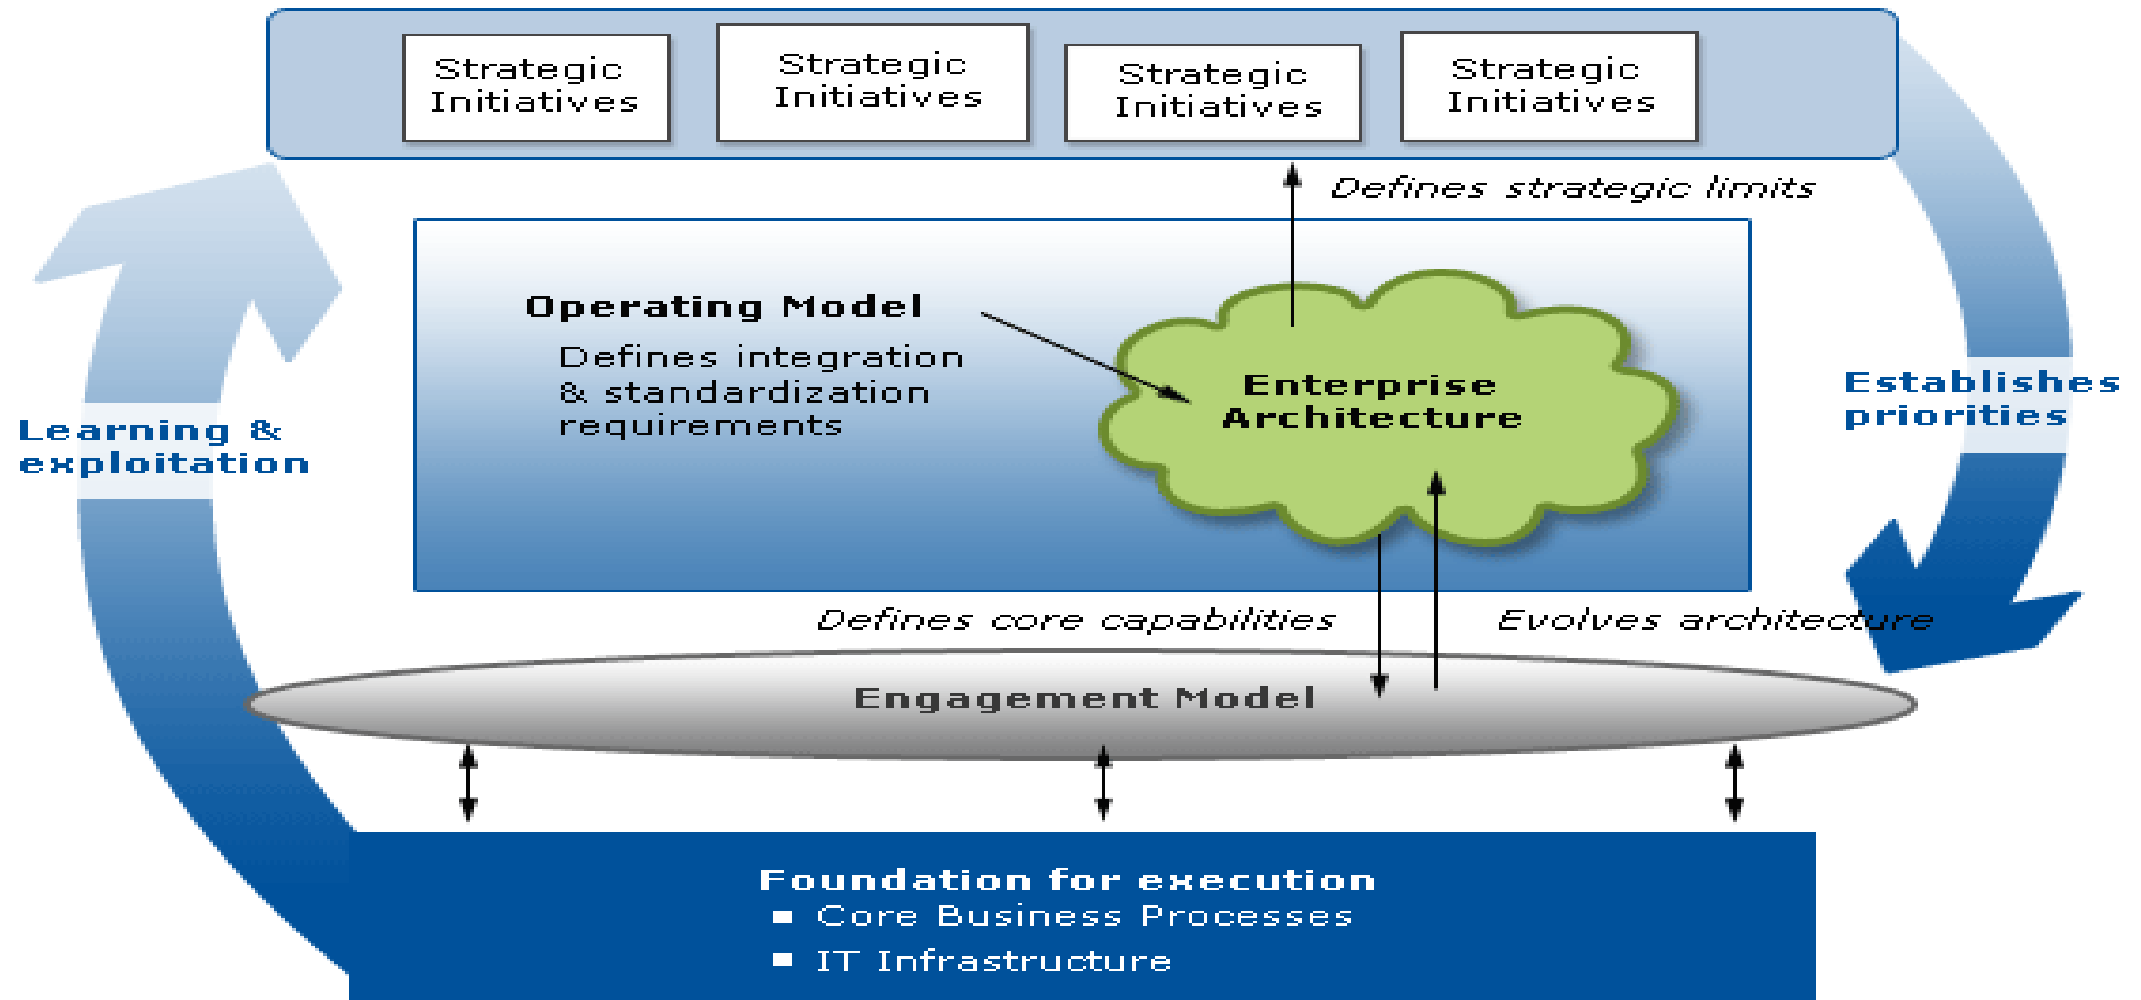 Strategic
Initiatives
Strategic
Initiatives
Strategic
Initiatives
Strategic
Initiatives
Defines strategic limits
Operating Model
Defines integration
& standardization
requirements
Enterprise
Architecture
Learning &
exploitation
Establishes
priorities
Defines core capabilities
Evolves architecture
Engagement Model
Foundation for execution
▪ Core Business Processes
▪ IT Infrastructure